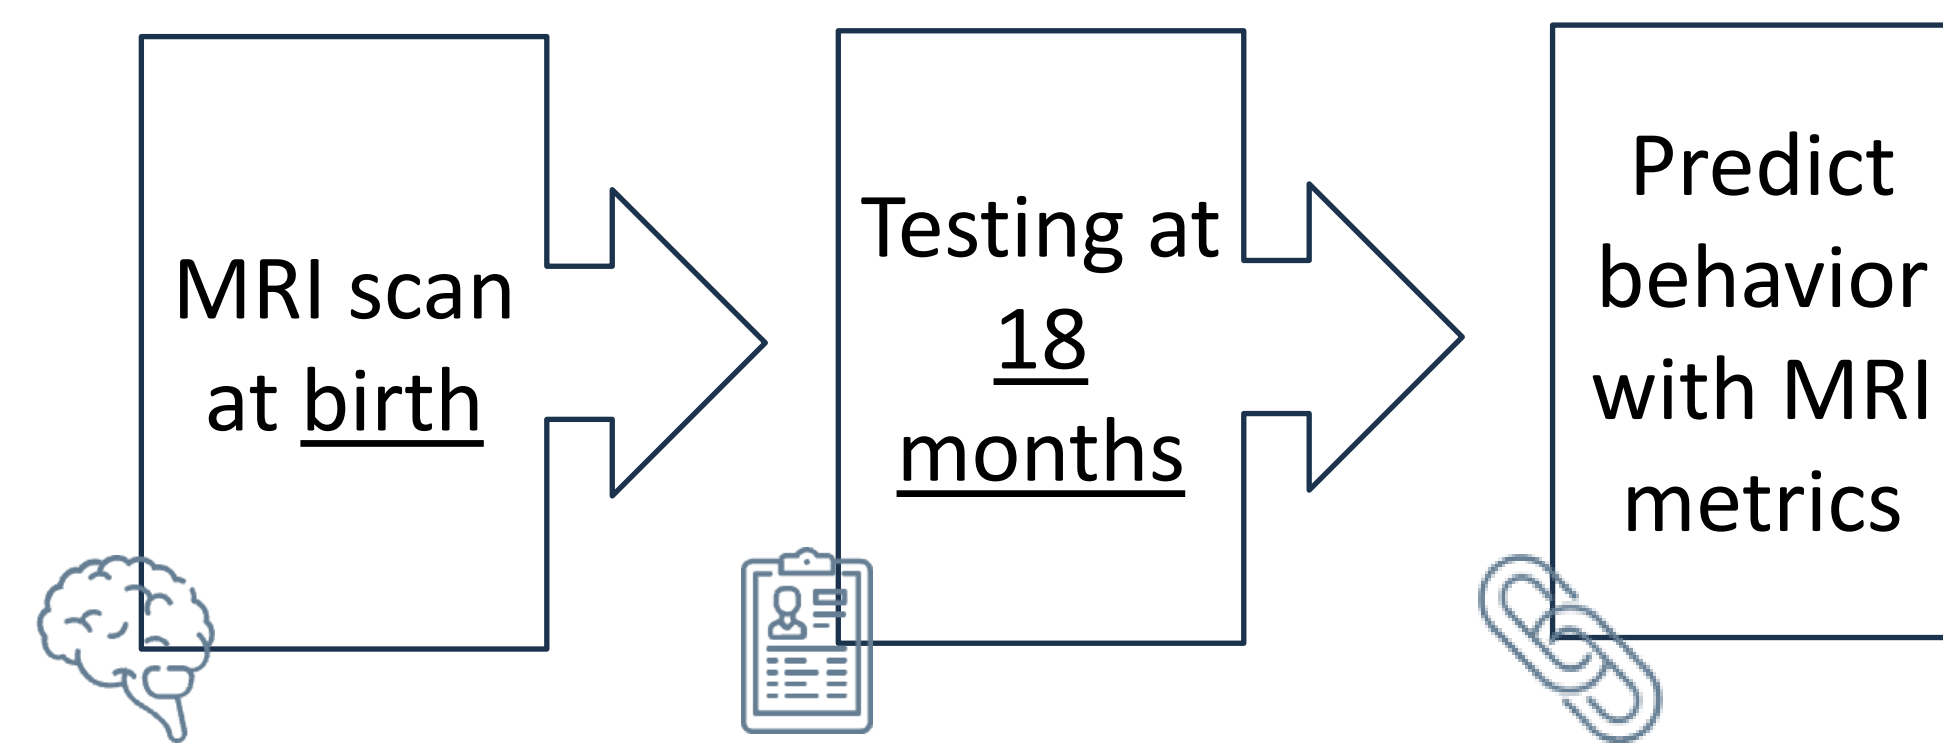 MRI scan
at birth
Testing at
18
months
Predict
behavior
with MRI
metrics